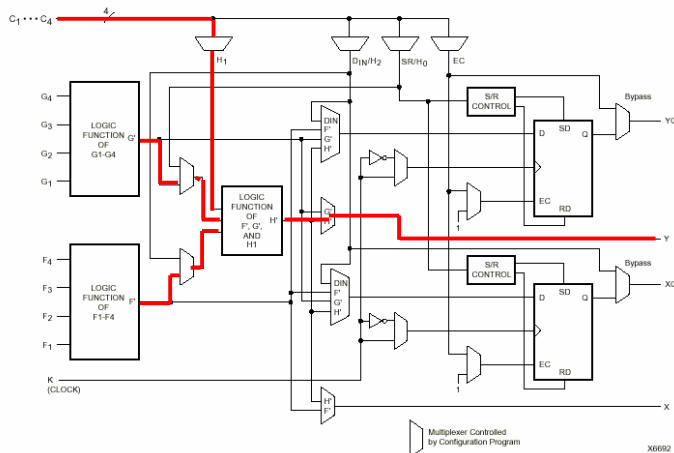 C1 ··· C4
4
H1
DIN/H2
SR/H0
EC
G4
G3
G2
G1
LOGIC
FUNCTION
OF
G1-G4
G'
DIN
F'
G'
H'
S/R
CONTROL
D
SD
Q
EC
RD
1
Bypass
YQ
LOGIC
FUNCTION
OF
F', G',
AND
H1
H'
G'
H'
Y
F4
F3
F2
F1
LOGIC
FUNCTION
OF
F1-F4
F'
DIN
F'
G'
H'
S/R
CONTROL
D
SD
Q
EC
RD
1
Bypass
K
(CLOCK)
H'
F'
X
Multiplexer Controlled
by Configuration Program
X6692